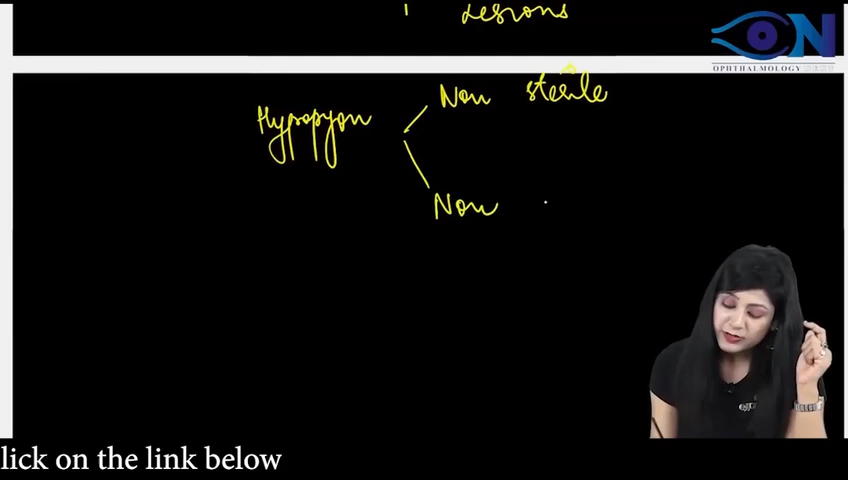 Lesions
ON
OPHTHALMOLOGY
Hypopyon
Non sterile
Non
lick on the link below